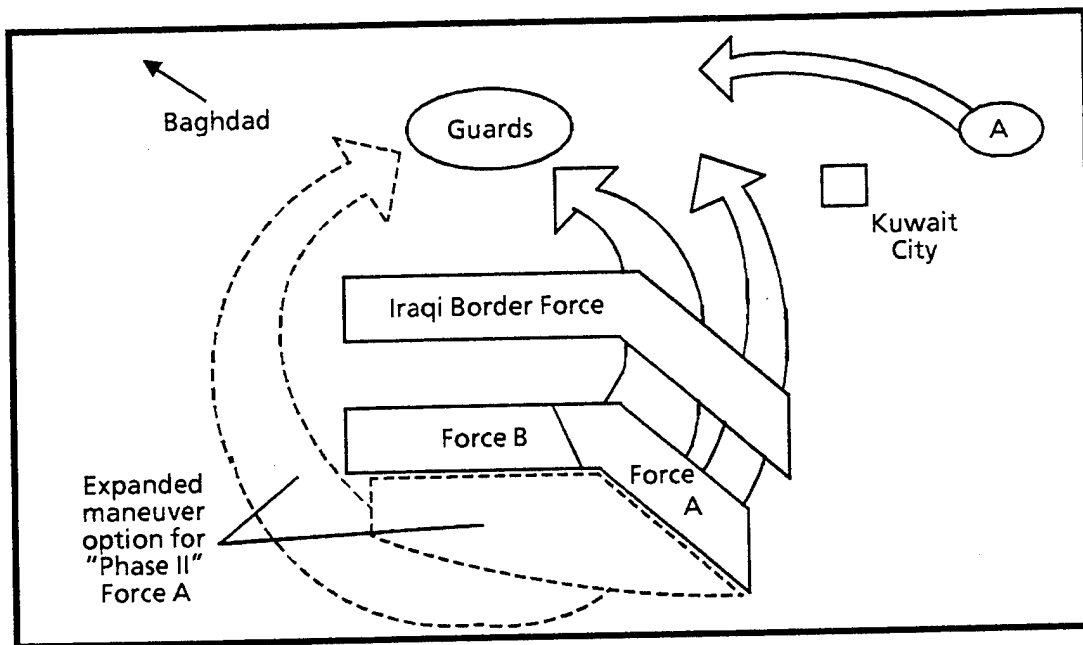 Baghdad
Guards
A
Kuwait
City
Iraqi Border Force
Force B
Force
A
Expanded
maneuver
option for
"Phase II"
Force A